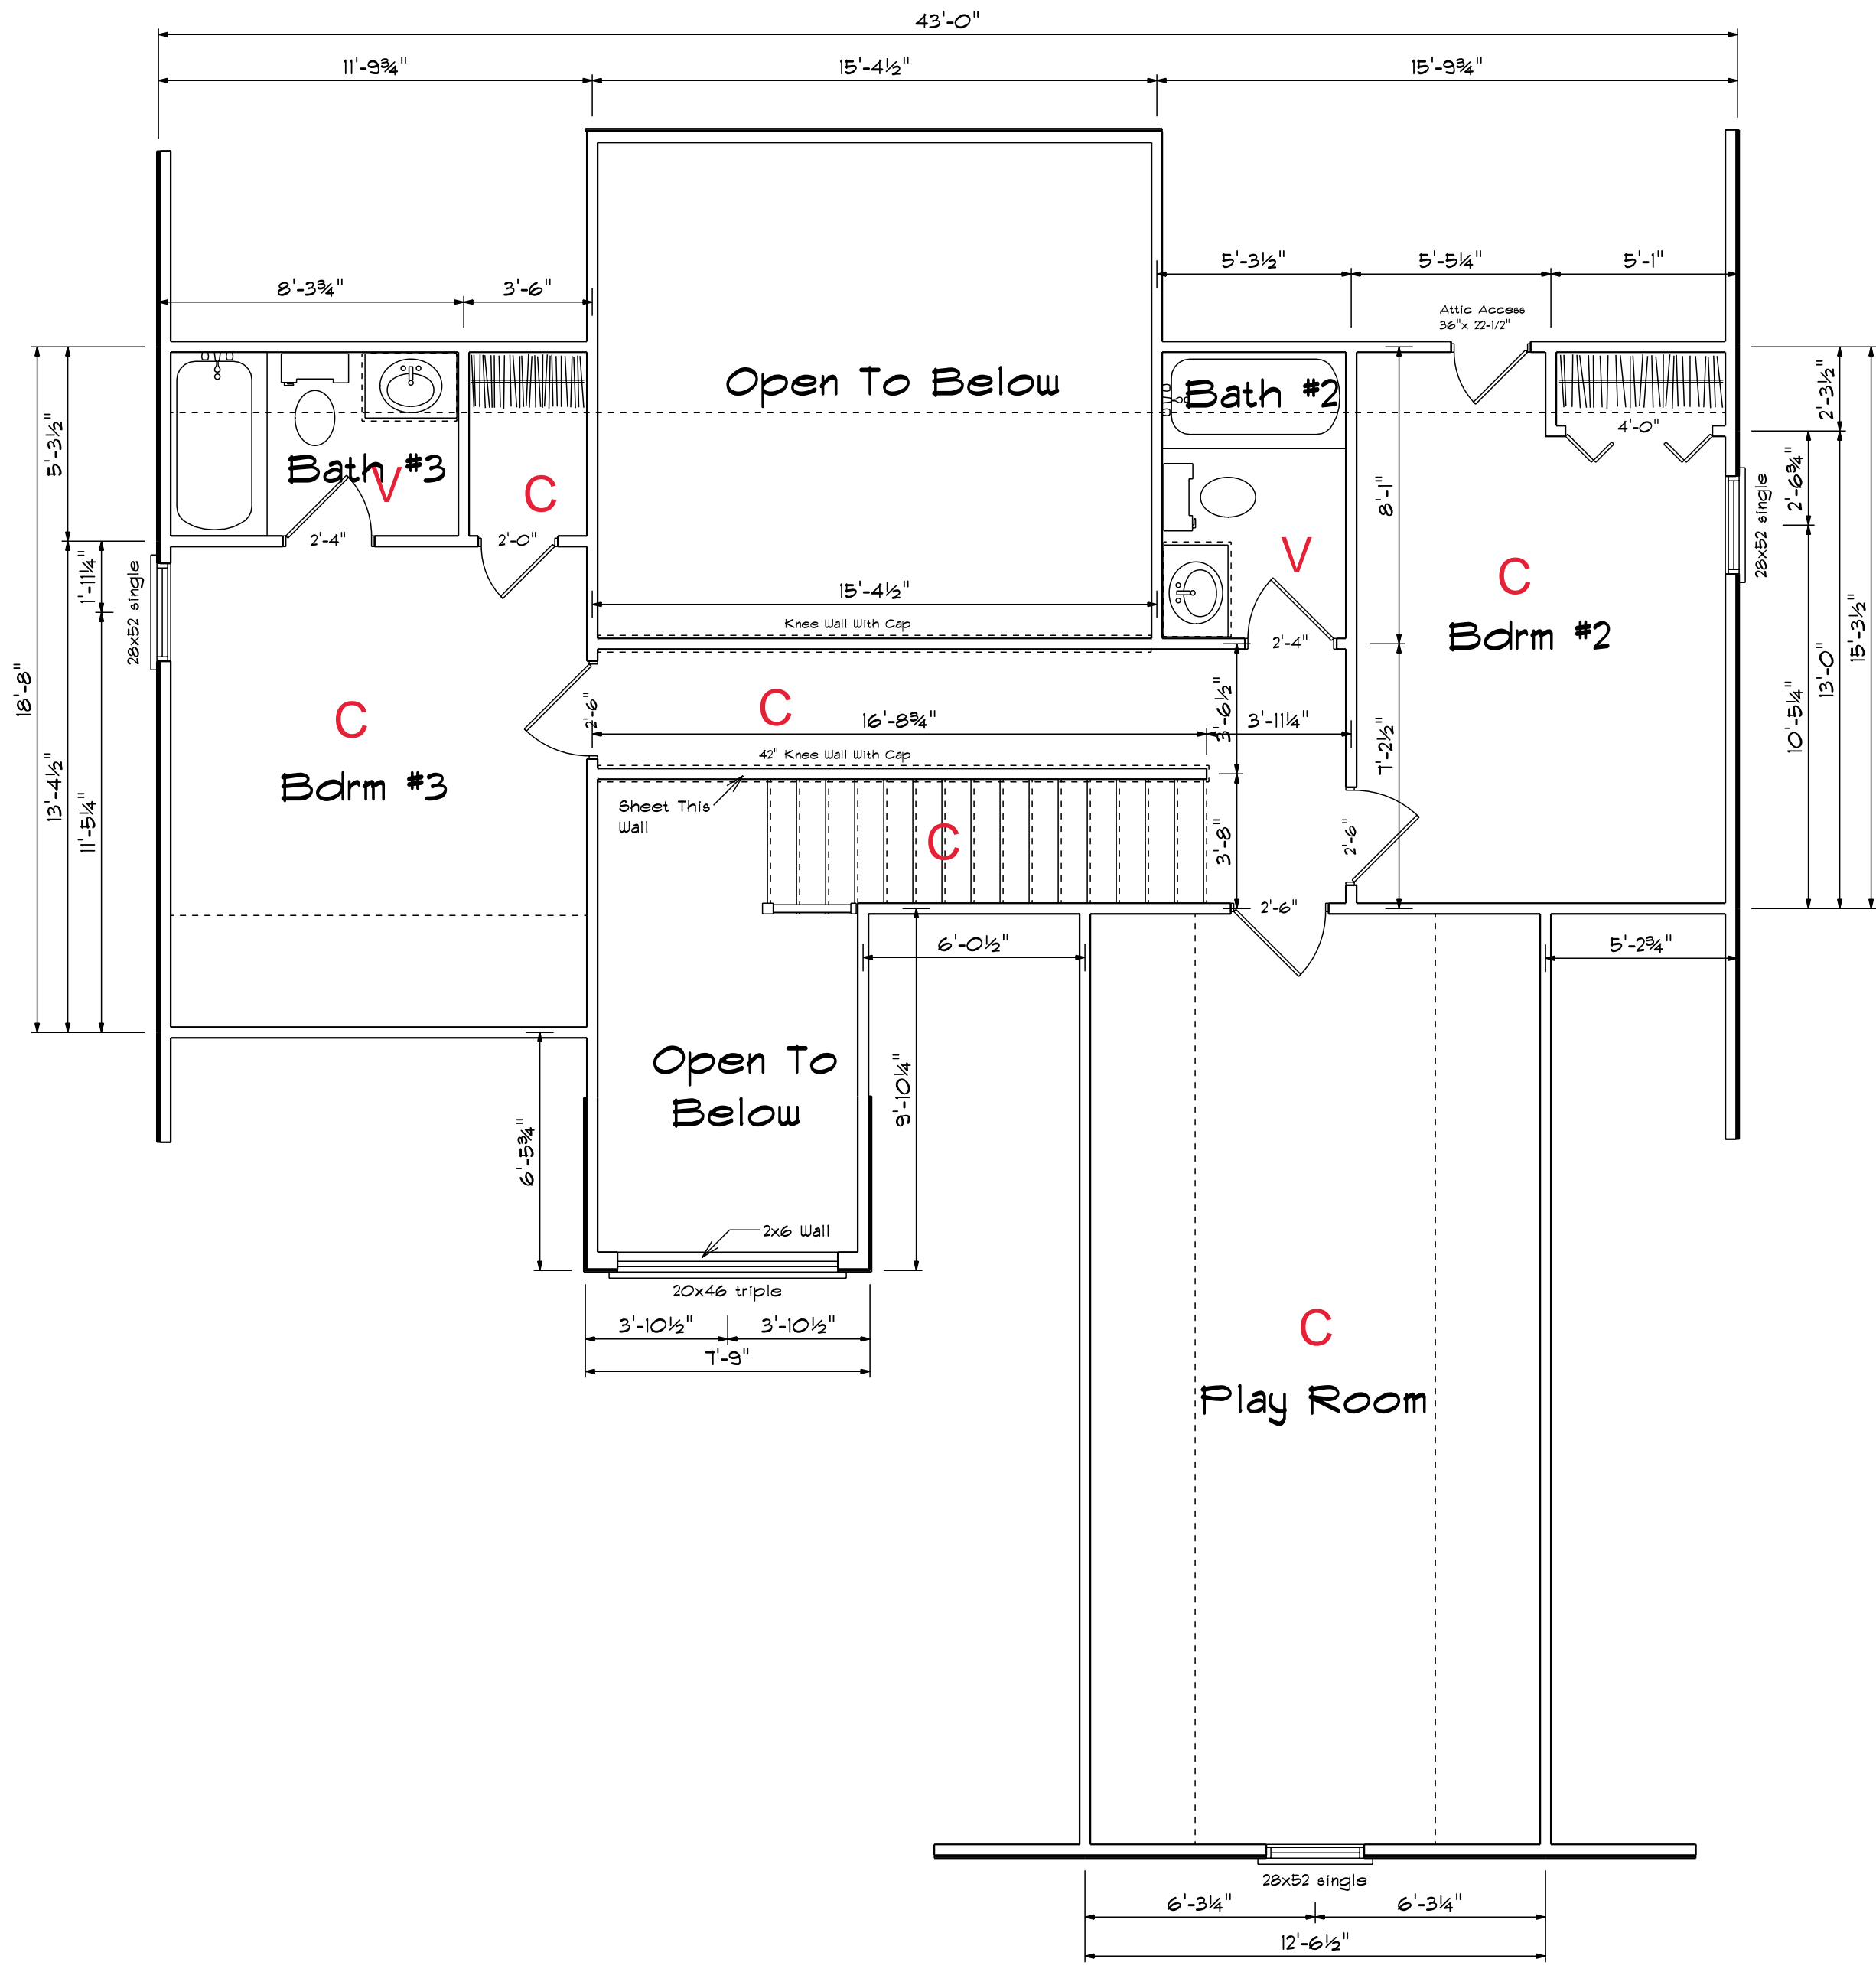 43'-0"
11'-9¾"
15'-4½"
15'-9¾"
5'-3½"
5'-5¼"
5'-1"
8'-3¾"
3'-6"
Attic Access
36"x 22-1/2"
Open To Below
Bath #2
2'-3½"
4'-0"
5'-3½"
Bath #3
V
C
8'-1"
2'-6¾"
28x52 single
2'-4"
2'-0"
V
C
1'-11¼"
28x52 single
15'-4½"
Knee Wall With Cap
2'-4"
Bdrm #2
15'-3½"
13'-0"
10'-5¼"
18'-8"
C
2'-6"
C
16'-8¾"
3'-6½"
3'-11¼"
7'-2½"
42" Knee Wall With Cap
Bdrm #3
13'-4½"
11'-5¼"
Sheet This
Wall
C
3'-8"
2'-6"
2'-6"
6'-0½"
5'-2¾"
Open To
Below
9'-10¼"
6'-5¾"
2x6 Wall
20x46 triple
3'-10½"
3'-10½"
7'-9"
C
Play Room
28x52 single
6'-3¼"
6'-3¼"
12'-6½"